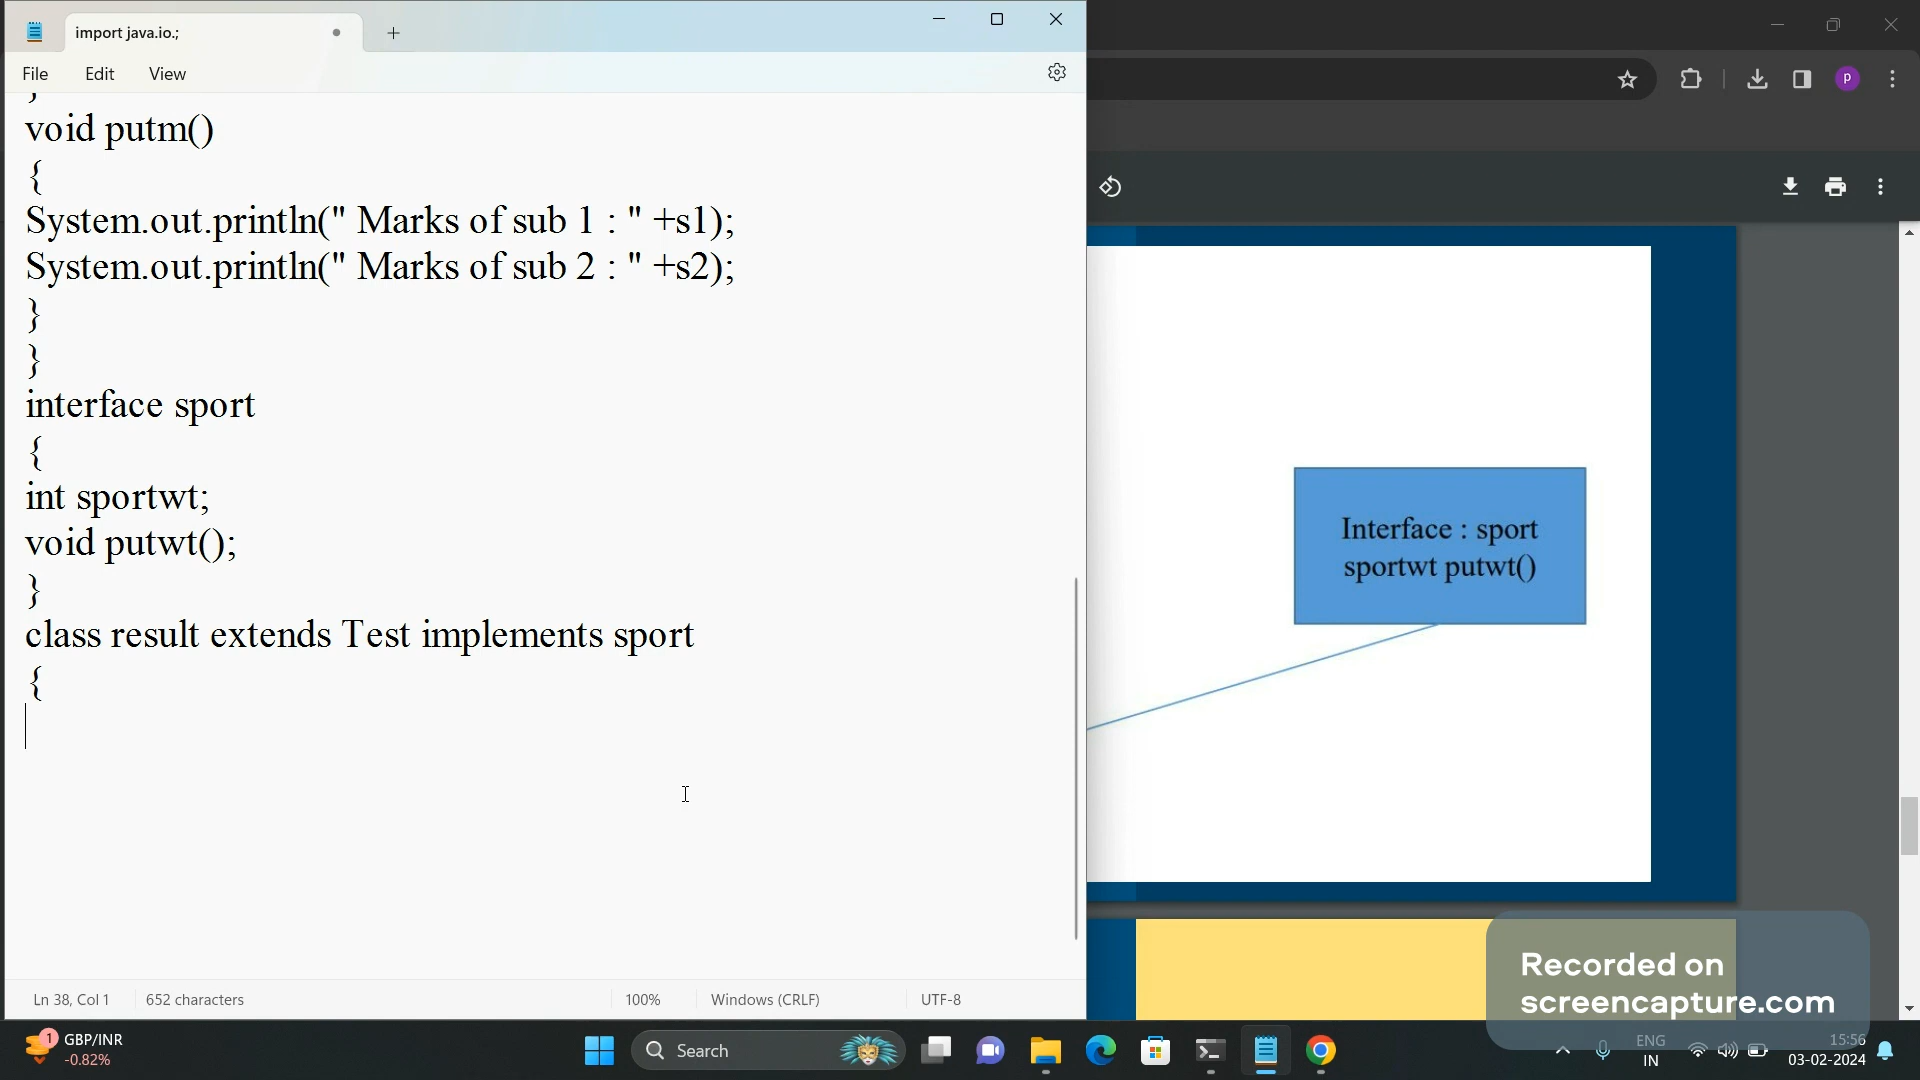 import java.io.;
File Edit View
void putm()
{
System.out.println(" Marks of sub 1 : " +s1);
System.out.println(" Marks of sub 2 : " +s2);
}
}
interface sport
{
int sportwt;
void putwt();
}
class result extends Test implements sport
{
Ln 38, Col 1 652 characters 100% Windows (CRLF) UTF-8
P
Interface : sport
sportwt putwt()
Recorded on
screencapture.com
1 GBP/INR
-0.82%
Search
ENG
IN
15:56
03-02-2024